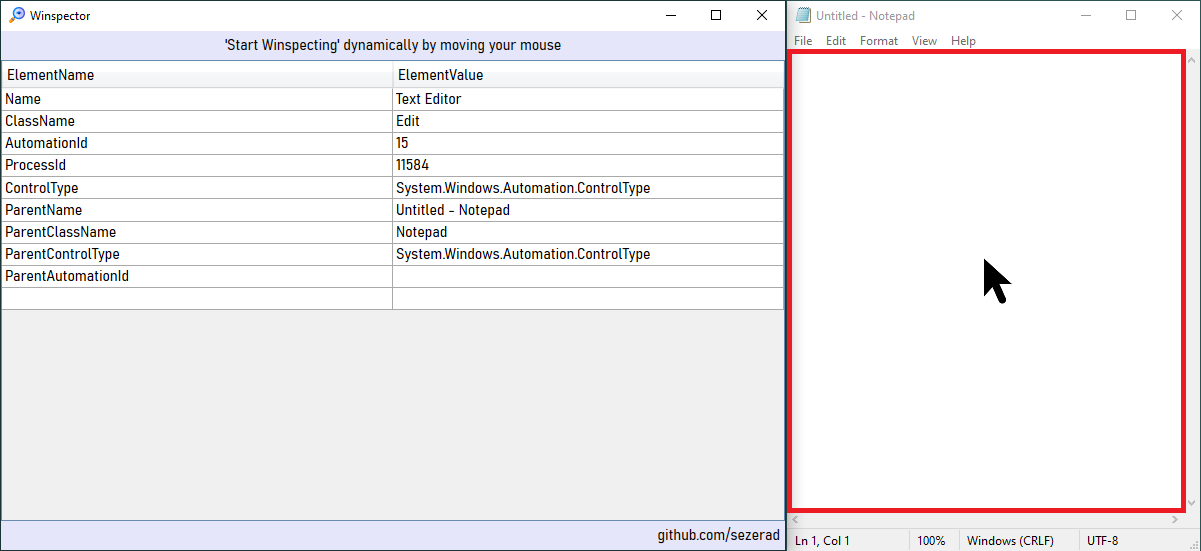 Winspector
'Start Winspecting' dynamically by moving your mouse
ElementName ElementValue
Name Text Editor
ClassName Edit
AutomationId 15
ProcessId 11584
ControlType System.Windows.Automation.ControlType
ParentName Untitled - Notepad
ParentClassName Notepad
ParentControlType System.Windows.Automation.ControlType
ParentAutomationId
github.com/sezerad
Untitled - Notepad
File Edit Format View Help
Ln 1, Col 1 100% Windows (CRLF) UTF-8